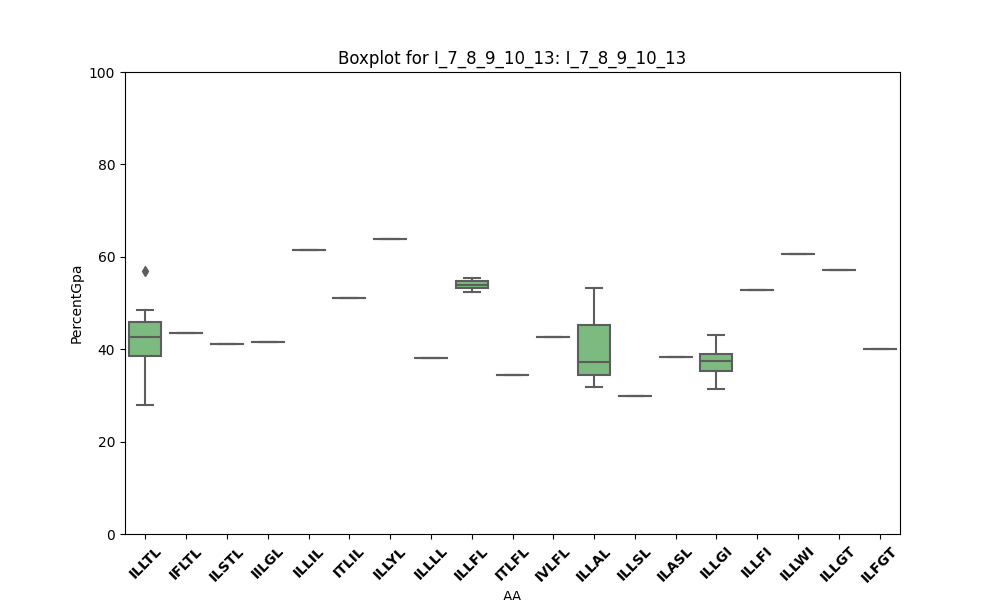 Boxplot for I_7_8_9_10_13: I_7_8_9_10_13
100
80
60
40
20
0
PercentGpa
ILLTL
IFLTL
ILSTL
IILGL
ILLIL
ITLIL
ILLYL
ILLLL
ILLFL
ITLFL
IVLFL
ILLAL
ILLSL
ILASL
ILLGI
ILLFI
ILLWI
ILLGT
ILFGT
AA